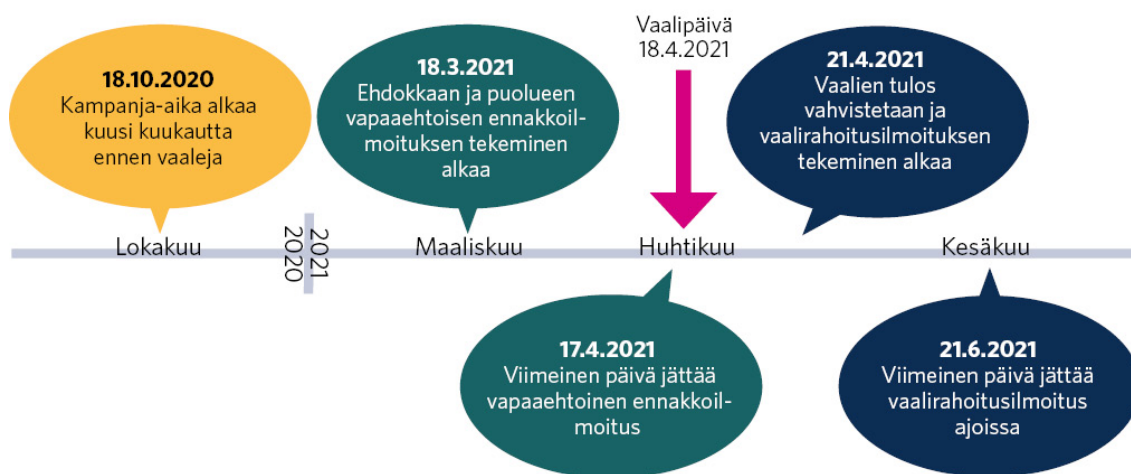 18.10.2020
Kampanja-aika alkaa
kuusi kuukautta
ennen vaaleja
18.3.2021
Ehdokkaan ja puolueen
vapaaehtoisen ennakkoil-
moituksen tekeminen
alkaa
Vaalipäivä
18.4.2021
21.4.2021
Vaalien tulos
vahvistetaan ja
vaalirahoitusilmoituksen
tekeminen alkaa
Lokakuu
2020
2021
Maaliskuu
Huhtikuu
Kesäkuu
17.4.2021
Viimeinen päivä jättää
vapaaehtoinen ennakkoil-
moitus
21.6.2021
Viimeinen päivä jättää
vaalirahoitusilmoitus
ajoissa